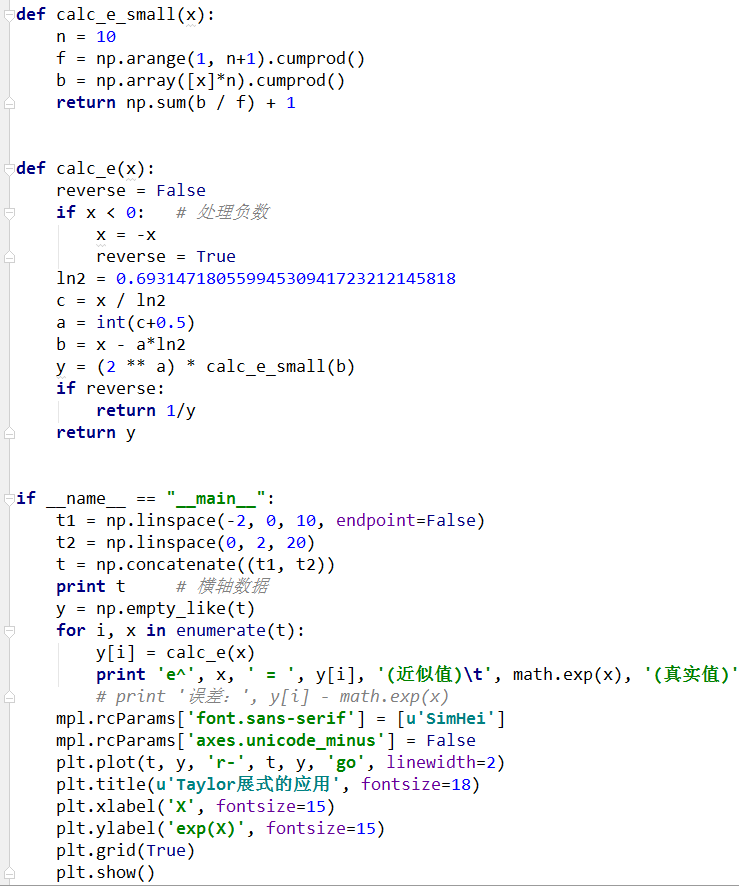 def calc_e_small(x):
    n = 10
    f = np.arange(1, n+1).cumprod()
    b = np.array([x]*n).cumprod()
    return np.sum(b / f) + 1
def calc_e(x):
    reverse = False
    if x < 0:   # 处理负数
        x = -x
        reverse = True
    ln2 = 0.69314718055994530941723212145818
    c = x / ln2
    a = int(c+0.5)
    b = x - a*ln2
    y = (2 ** a) * calc_e_small(b)
    if reverse:
        return 1/y
    return y
if __name__ == "__main__":
    t1 = np.linspace(-2, 0, 10, endpoint=False)
    t2 = np.linspace(0, 2, 20)
    t = np.concatenate((t1, t2))
    print t     # 横轴数据
    y = np.empty_like(t)
    for i, x in enumerate(t):
        y[i] = calc_e(x)
        print 'e^', x, ' = ', y[i], '(近似值)\t', math.exp(x), '(真实值)'
        # print '误差：', y[i] - math.exp(x)
    mpl.rcParams['font.sans-serif'] = [u'SimHei']
    mpl.rcParams['axes.unicode_minus'] = False
    plt.plot(t, y, 'r-', t, y, 'go', linewidth=2)
    plt.title(u'Taylor展式的应用', fontsize=18)
    plt.xlabel('X', fontsize=15)
    plt.ylabel('exp(X)', fontsize=15)
    plt.grid(True)
    plt.show()